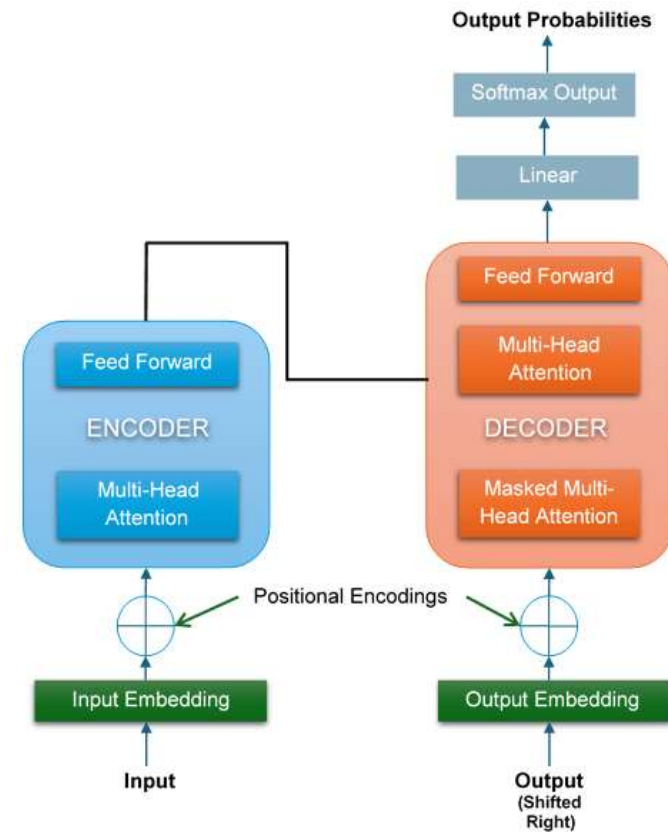 Output Probabilities
Softmax Output
Linear
Feed Forward
Multi-Head
Attention
DECODER
Masked Multi-
Head Attention
Feed Forward
ENCODER
Multi-Head
Attention
Positional Encodings
Input Embedding
Output Embedding
Input
Output
(Shifted
Right)